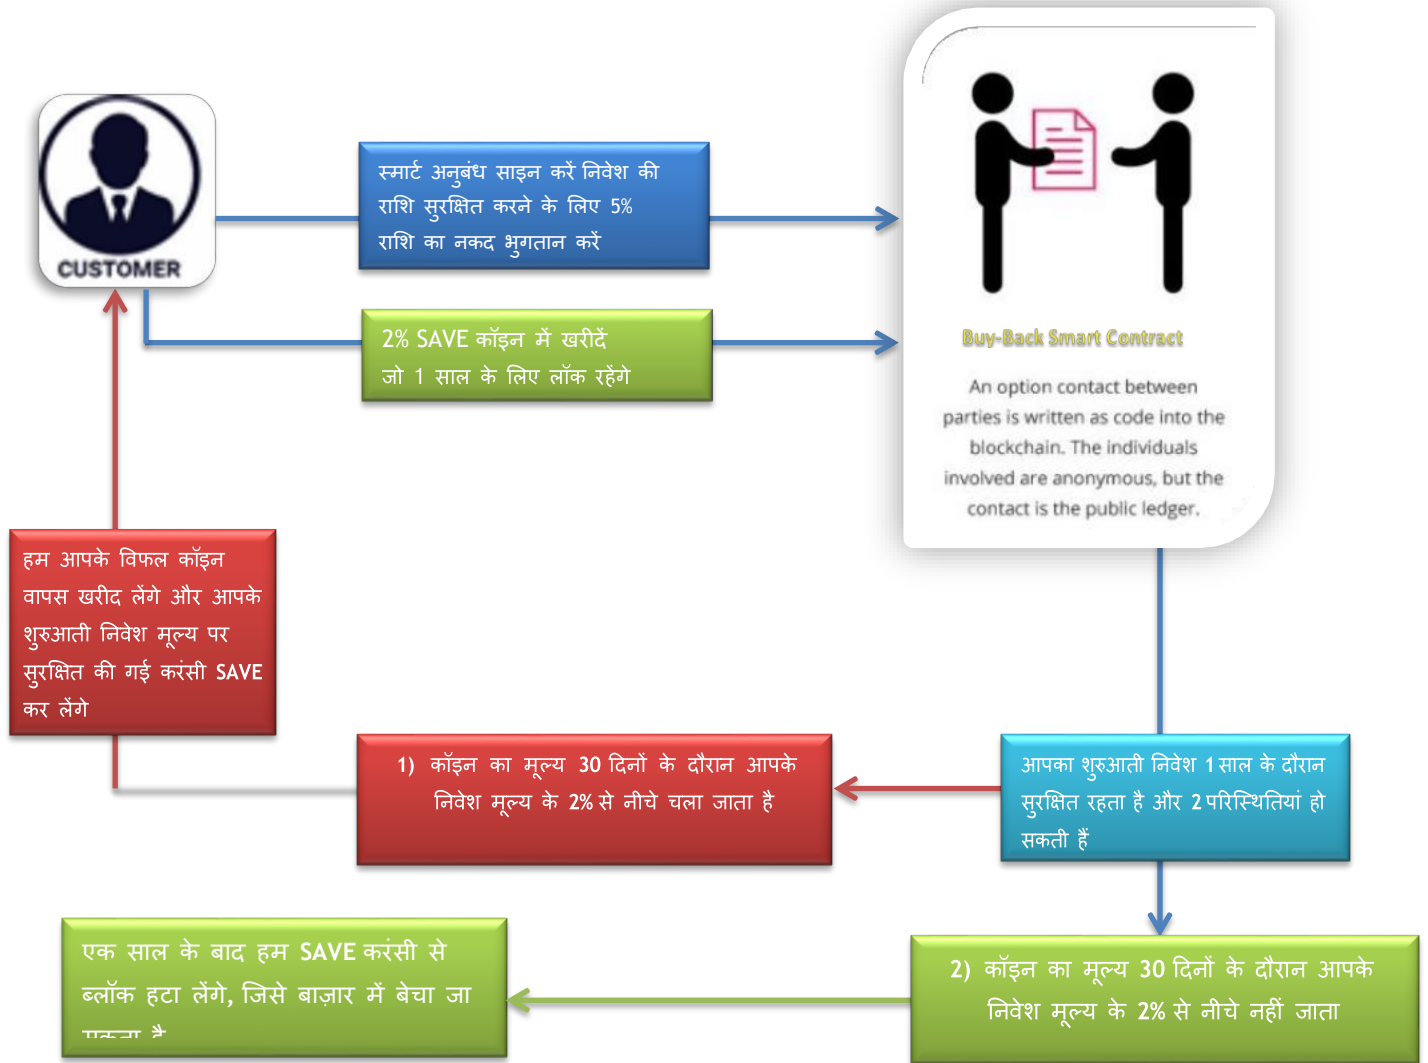 CUSTOMER
स्मार्ट अनुबंध साइन करें निवेश की
राशि सुरक्षित करने के लिए 5%
राशि का नकद भुगतान करें
2% SAVE कॉइन में खरीदें
जो 1 साल के लिए लॉक रहेंगे
Buy-Back Smart Contract
An option contact between
parties is written as code into the
blockchain. The individuals
involved are anonymous, but the
contact is the public ledger.
हम आपके विफल कॉइन
वापस खरीद लेंगे और आपके
शुरुआती निवेश मूल्य पर
सुरक्षित की गई करंसी SAVE
कर लेंगे
1) कॉइन का मूल्य 30 दिनों के दौरान आपके
निवेश मूल्य के 2% से नीचे चला जाता है
आपका शुरुआती निवेश 1 साल के दौरान
सुरक्षित रहता है और 2 परिस्थितियां हो
सकती हैं
एक साल के बाद हम SAVE करंसी से
ब्लॉक हटा लेंगे, जिसे बाज़ार में बेचा जा
सकता है
2) कॉइन का मूल्य 30 दिनों के दौरान आपके
निवेश मूल्य के 2% से नीचे नहीं जाता